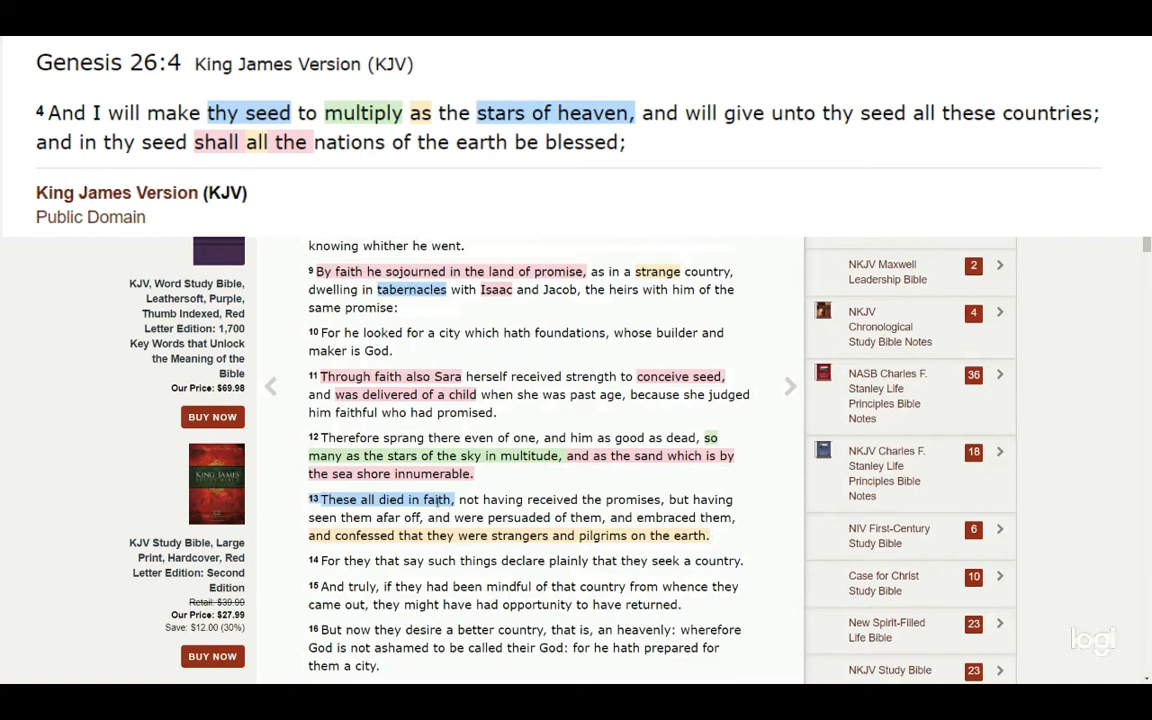 Genesis 26:4 King James Version (KJV)
4 And I will make thy seed to multiply as the stars of heaven, and will give unto thy seed all these countries;
and in thy seed shall all the nations of the earth be blessed;
King James Version (KJV)
Public Domain
KJV, Word Study Bible,
Leathersoft, Purple,
Thumb Indexed, Red
Letter Edition: 1,700
Key Words that Unlock
the Meaning of the
Bible
Our Price: $69.98
BUY NOW
KING JAMES
STUDY BIBLE
KJV Study Bible, Large
Print, Hardcover, Red
Letter Edition: Second
Edition
Retail: $39.99
Our Price: $27.99
Save: $12.00 (30%)
BUY NOW
knowing whither he went.
9 By faith he sojourned in the land of promise, as in a strange country,
dwelling in tabernacles with Isaac and Jacob, the heirs with him of the
same promise:
10 For he looked for a city which hath foundations, whose builder and
maker is God.
11 Through faith also Sara herself received strength to conceive seed,
and was delivered of a child when she was past age, because she judged
him faithful who had promised.
12 Therefore sprang there even of one, and him as good as dead, so
many as the stars of the sky in multitude, and as the sand which is by
the sea shore innumerable.
13 These all died in faith, not having received the promises, but having
seen them afar off, and were persuaded of them, and embraced them,
and confessed that they were strangers and pilgrims on the earth.
14 For they that say such things declare plainly that they seek a country.
15 And truly, if they had been mindful of that country from whence they
came out, they might have had opportunity to have returned.
16 But now they desire a better country, that is, an heavenly: wherefore
God is not ashamed to be called their God: for he hath prepared for
them a city.
NKJV Maxwell
Leadership Bible
2
NKJV
Chronological
Study Bible Notes
4
NASB Charles F.
Stanley Life
Principles Bible
Notes
36
NKJV Charles F.
Stanley Life
Principles Bible
Notes
18
NIV First-Century
Study Bible
6
Case for Christ
Study Bible
10
New Spirit-Filled
Life Bible
23
NKJV Study Bible
23
logi